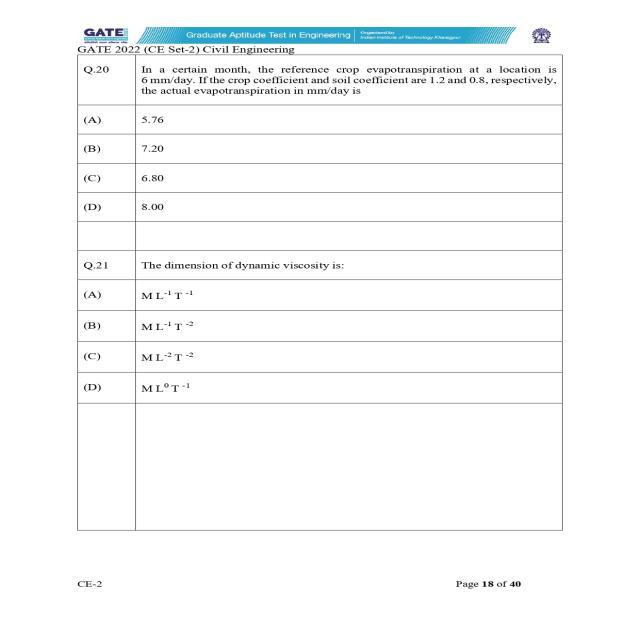 GATE
Graduate Aptitude Test in Engineering
Organised by
Indian Institute of Technology Kharagpur
GATE 2022 (CE Set-2) Civil Engineering
Q.20 In a certain month, the reference crop evapotranspiration at a location is
6 mm/day. If the crop coefficient and soil coefficient are 1.2 and 0.8, respectively,
the actual evapotranspiration in mm/day is
(A) 5.76
(B) 7.20
(C) 6.80
(D) 8.00
Q.21 The dimension of dynamic viscosity is:
(A) M L⁻¹ T ⁻¹
(B) M L⁻¹ T ⁻²
(C) M L⁻² T ⁻²
(D) M L⁰ T ⁻¹
CE-2 Page 18 of 40